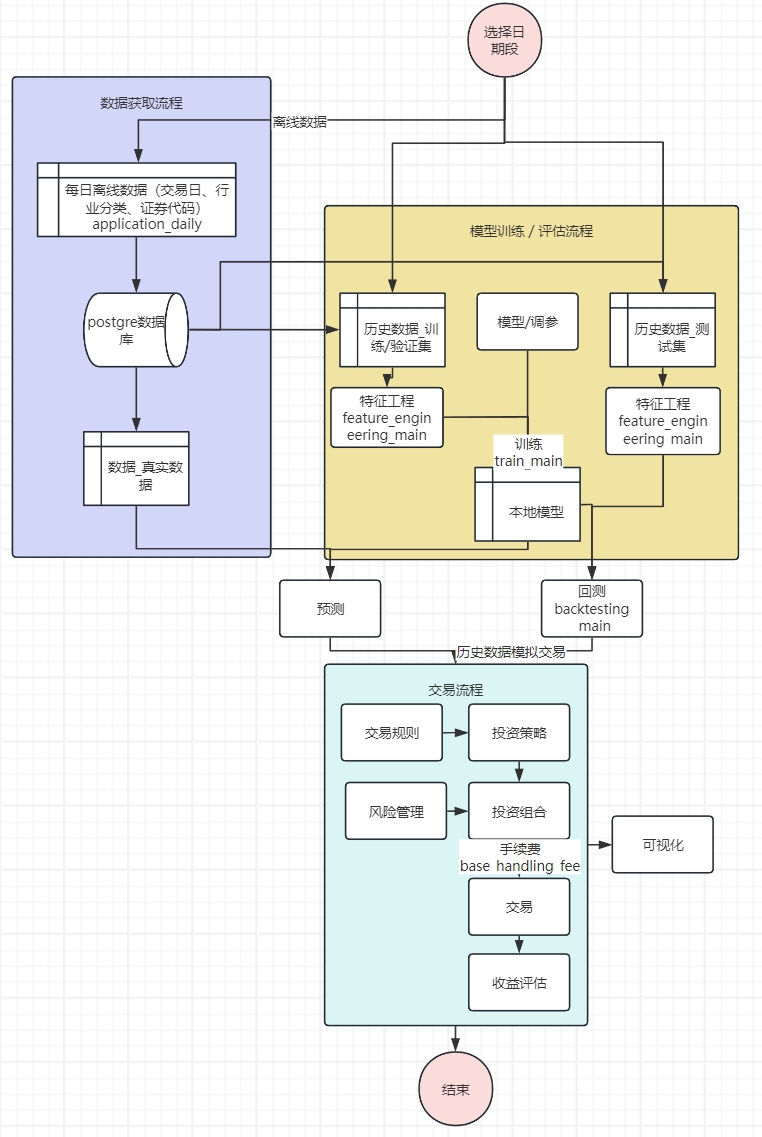 选择日
期段
数据获取流程
离线数据
每日离线数据（交易日、行
业分类、证券代码）
application_daily
模型训练 / 评估流程
postgre数据
库
历史数据_训
练/验证集
模型/调参
历史数据_测
试集
特征工程
feature_engin
eering_main
特征工程
feature_engin
eering_main
训练
train_main
数据_真实数
据
本地模型
预测
回测
backtesting
main
历史数据模拟交易
交易流程
交易规则
投资策略
风险管理
投资组合
手续费
base_handling_fee
可视化
交易
收益评估
结束